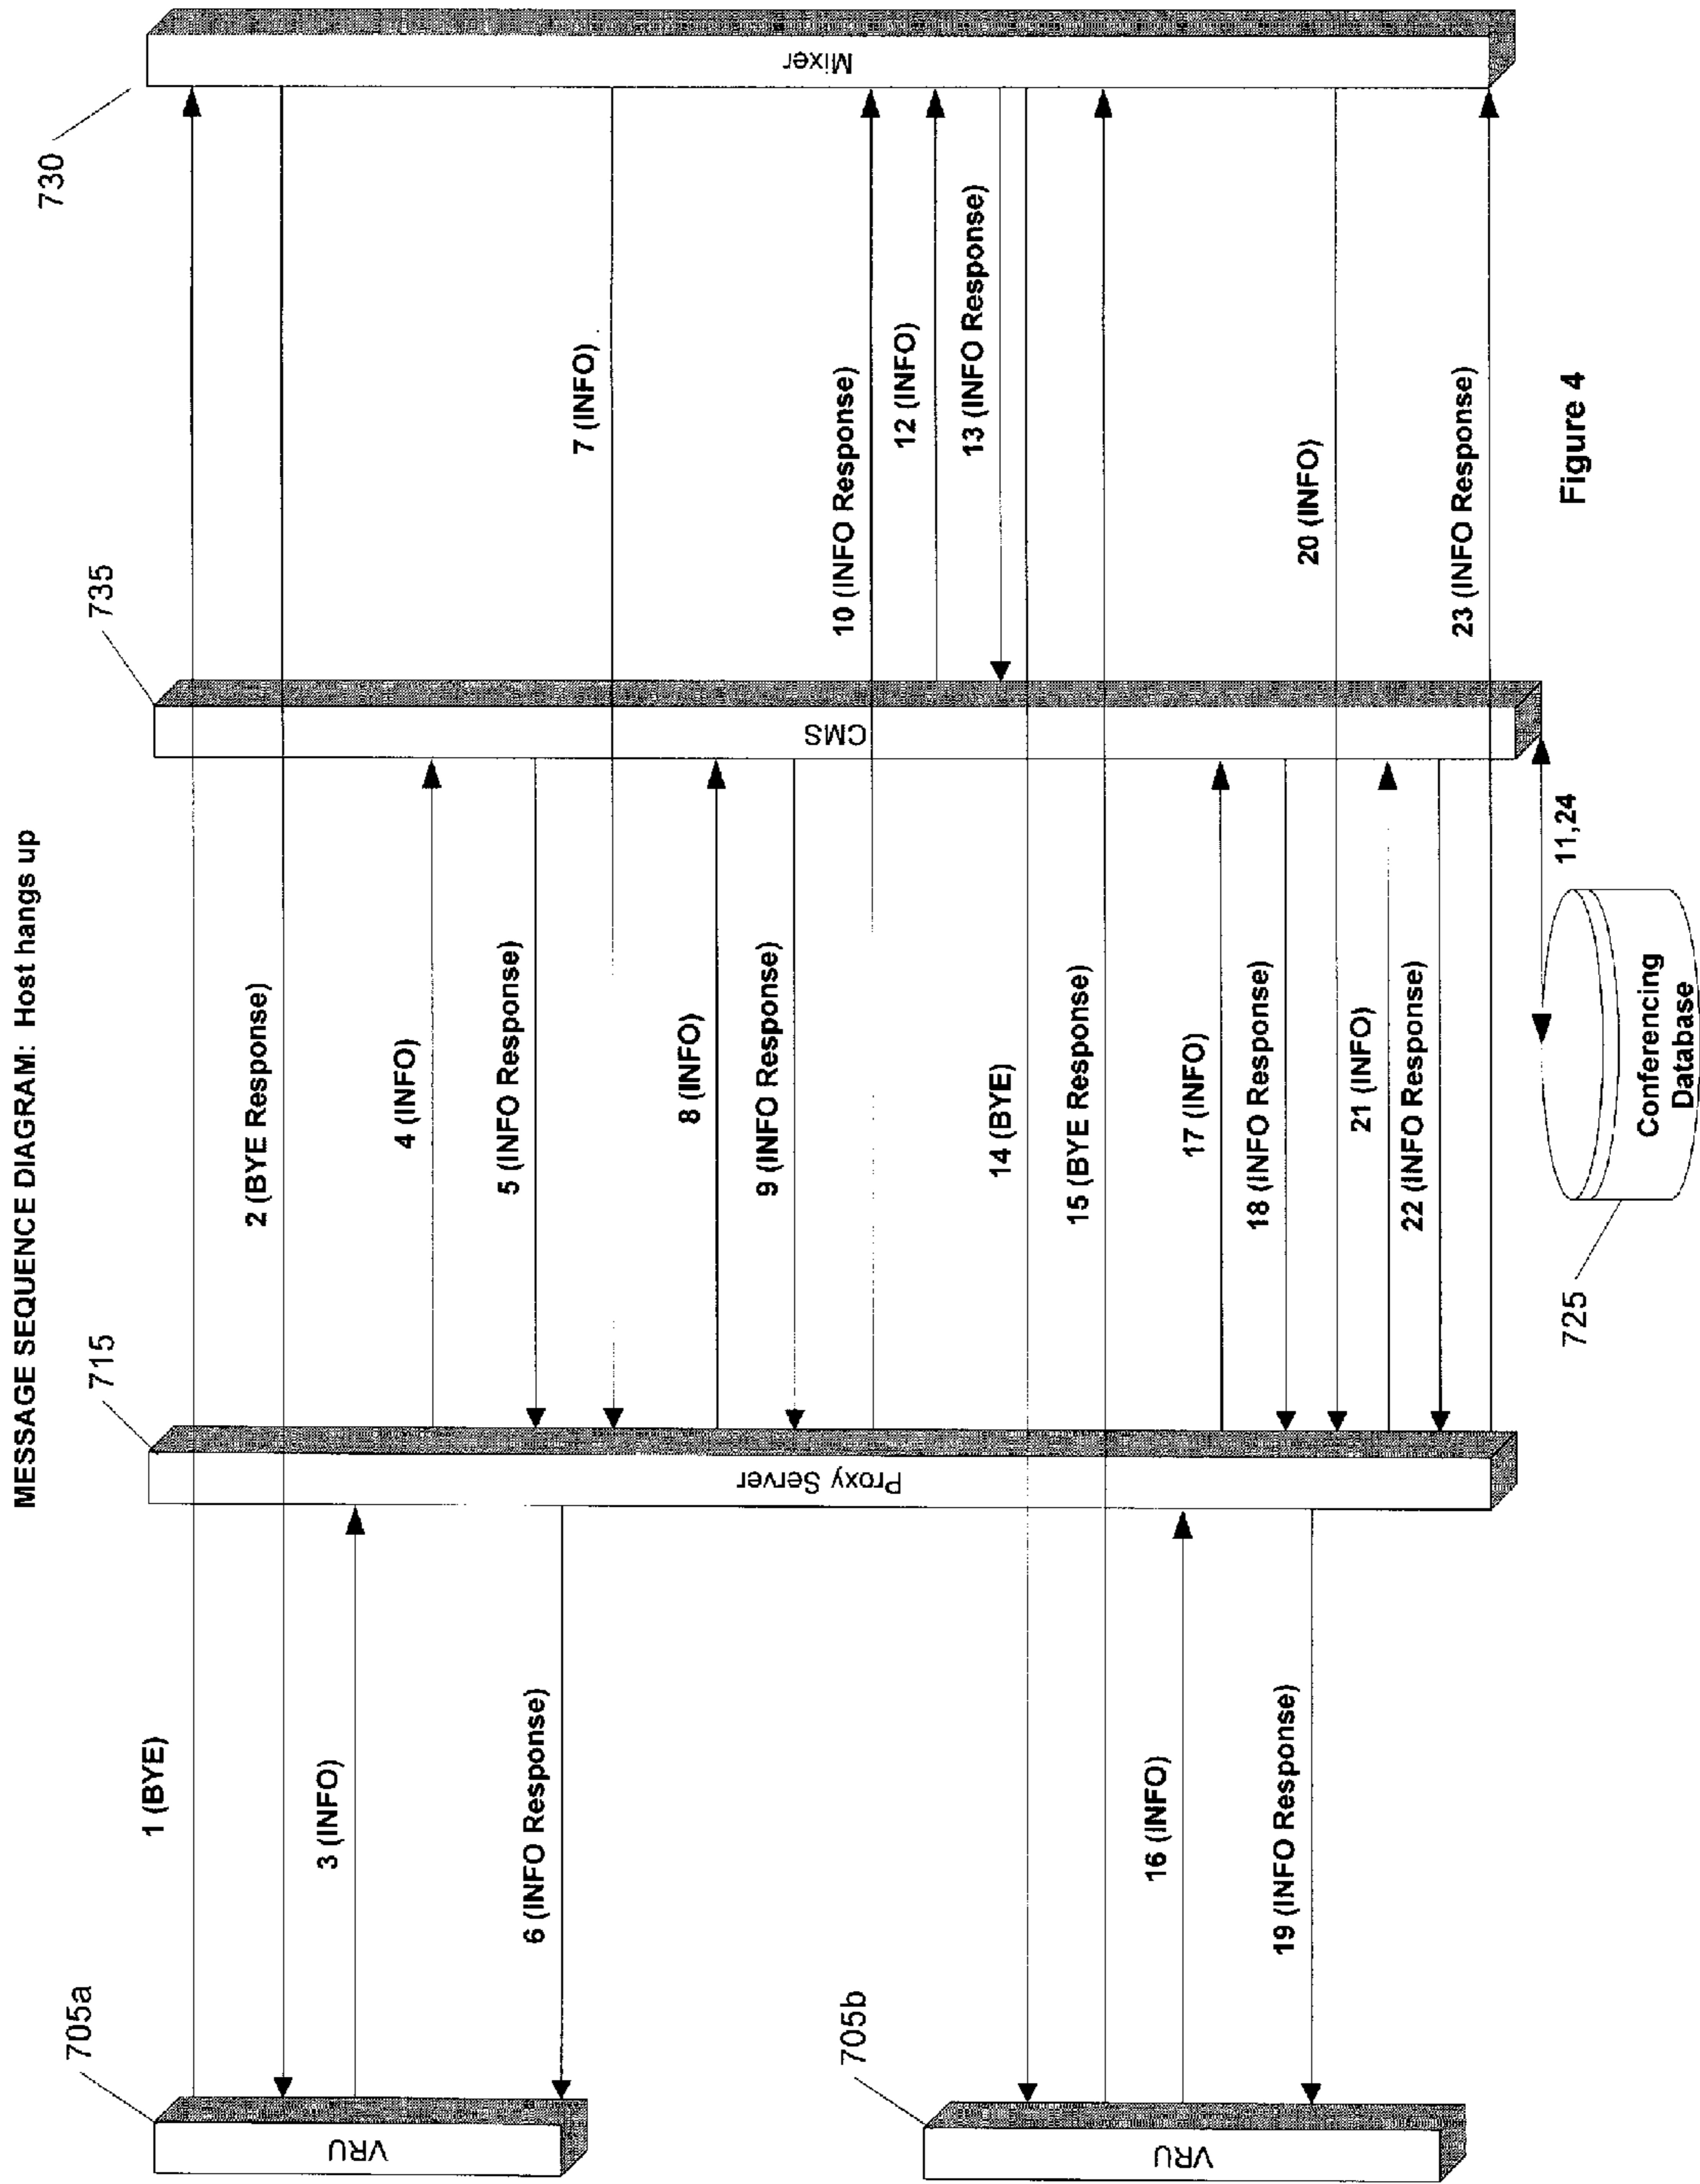 MESSAGE SEQUENCE DIAGRAM: Host hangs up
705a
715
735
730
VRU
Proxy Server
CMS
Mixer
1 (BYE)
2 (BYE Response)
3 (INFO)
4 (INFO)
5 (INFO Response)
6 (INFO Response)
7 (INFO)
8 (INFO)
9 (INFO Response)
10 (INFO Response)
12 (INFO)
13 (INFO Response)
705b
VRU
14 (BYE)
15 (BYE Response)
16 (INFO)
17 (INFO)
18 (INFO Response)
19 (INFO Response)
20 (INFO)
21 (INFO)
22 (INFO Response)
23 (INFO Response)
11,24
725
Conferencing
Database
Figure 4